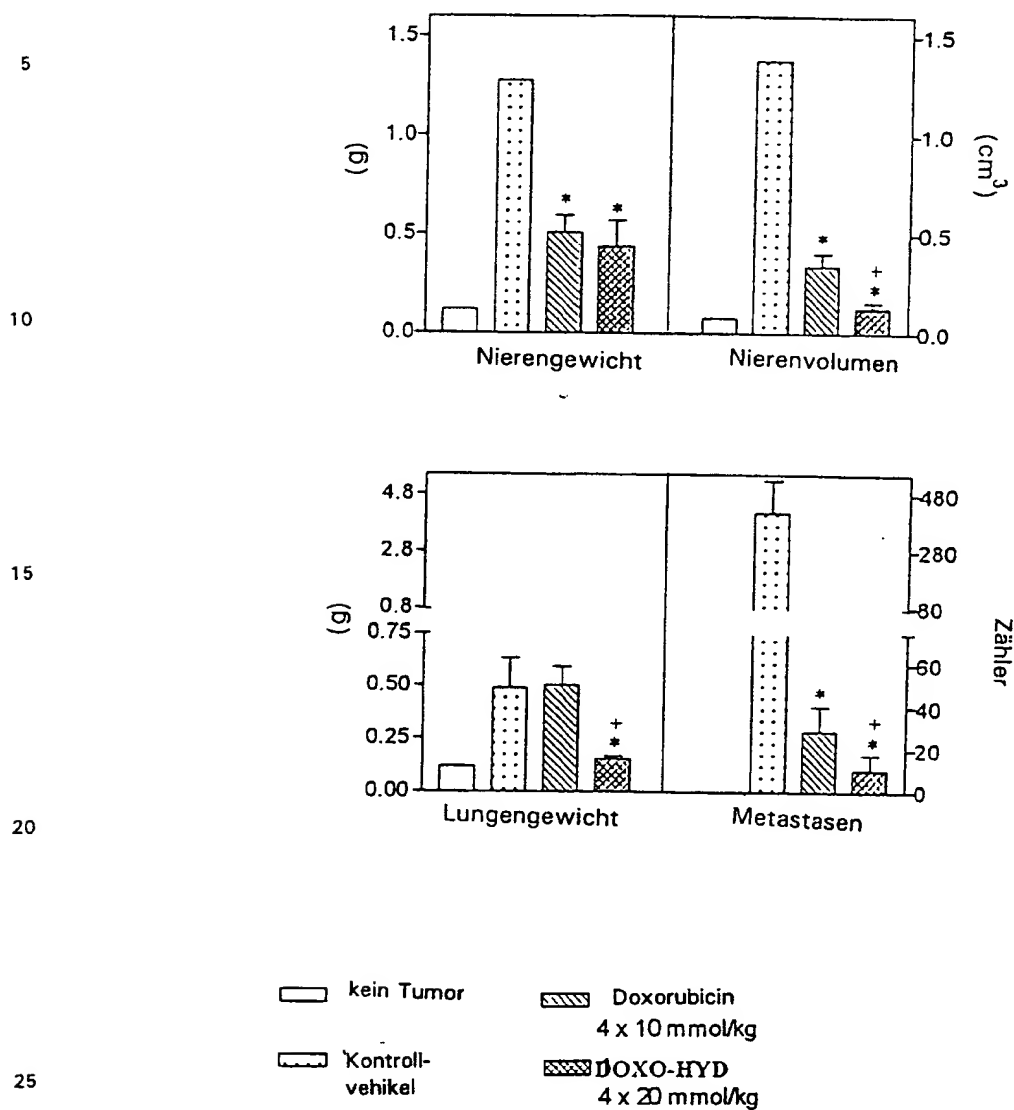 5
10
15
20
25
(g)
1.5
1.0
0.5
0.0
* *
*
+
*
1.5
1.0
0.5
0.0
(cm³)
Nierengewicht Nierenvolumen
(g)
4.8
2.8
0.8
0.75
0.50
0.25
0.00
+
*
*
+
*
480
280
80
60
40
20
0
Zähler
Lungengewicht Metastasen
kein Tumor
Doxorubicin
4 x 10 mmol/kg
Kontroll-
vehikel
DOXO-HYD
4 x 20 mmol/kg